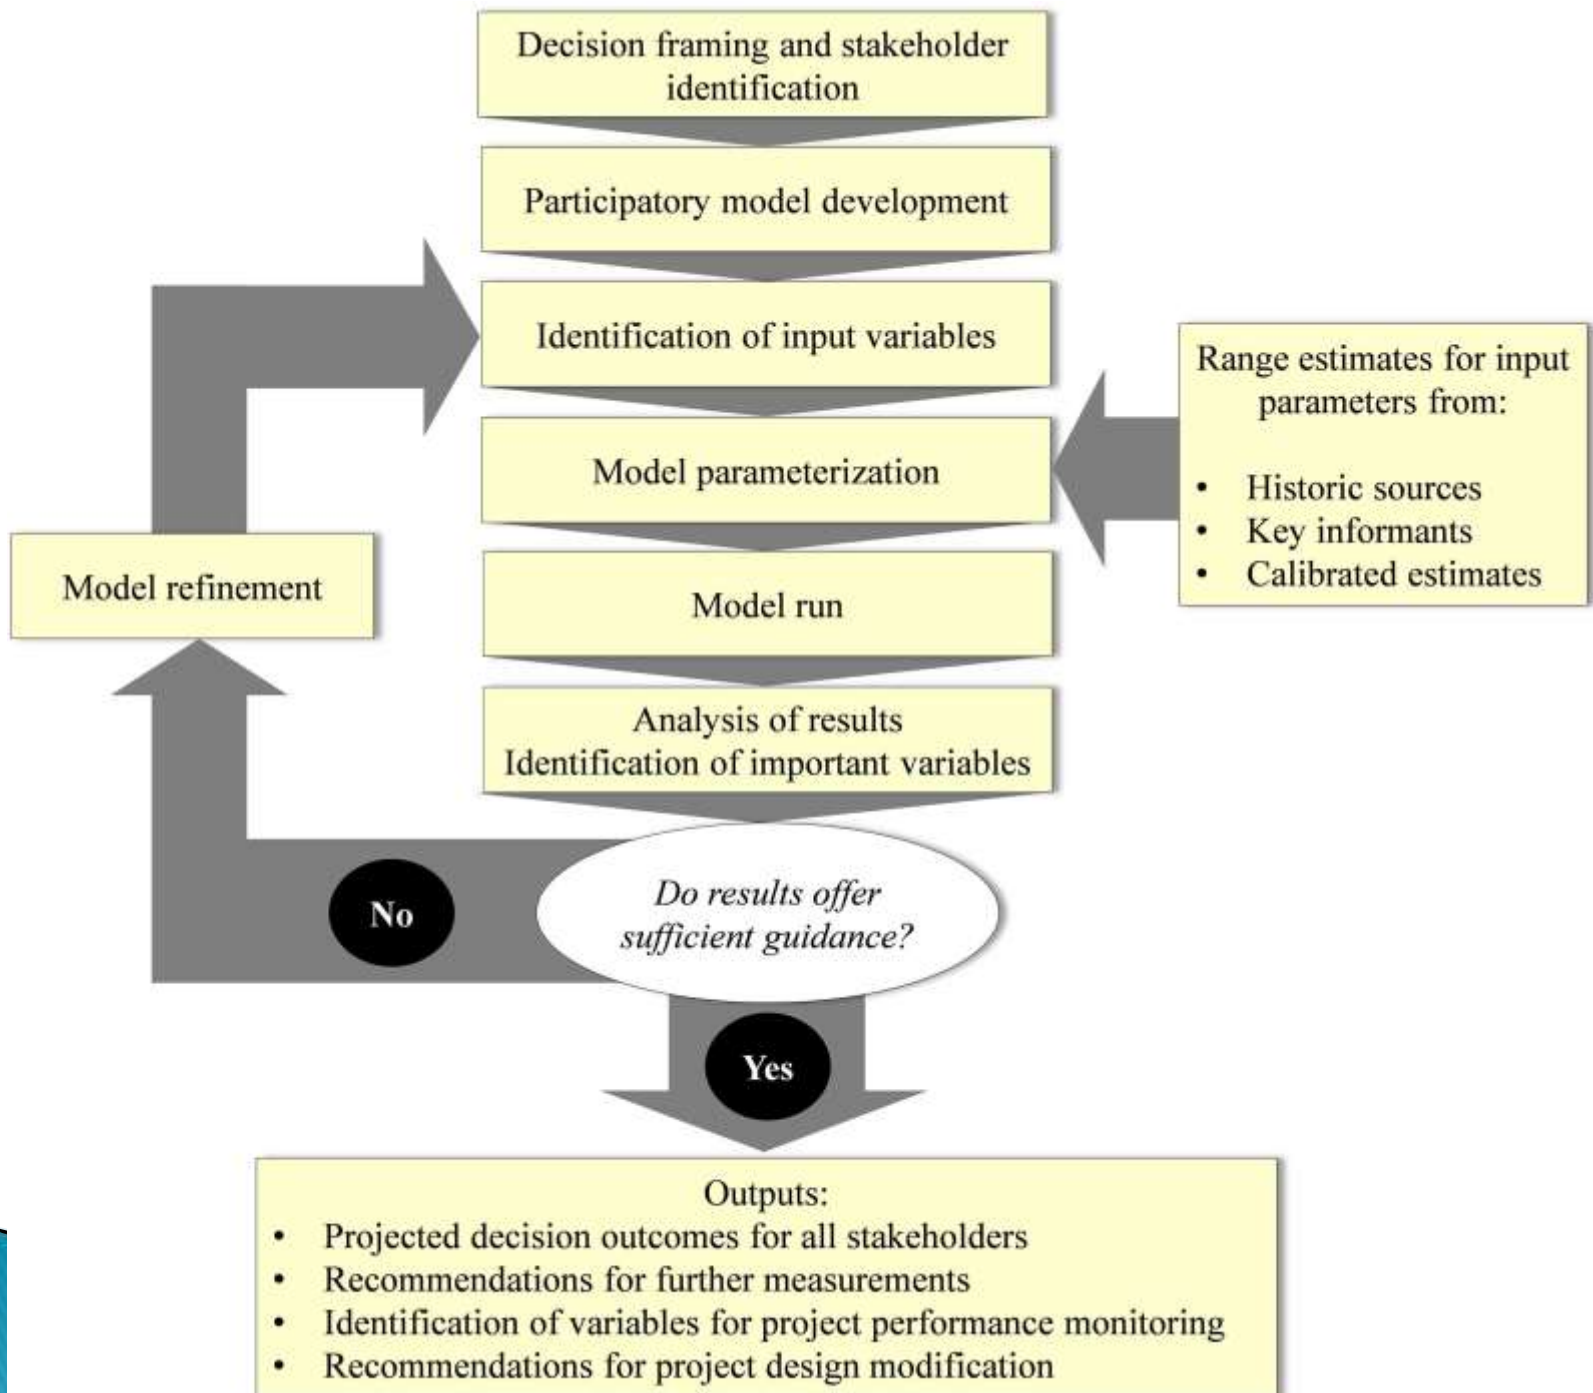 Decision framing and stakeholder
identification
Participatory model development
Identification of input variables
Range estimates for input
parameters from:
• Historic sources
• Key informants
• Calibrated estimates
Model parameterization
Model refinement
Model run
Analysis of results
Identification of important variables
Do results offer
sufficient guidance?
No
Yes
Outputs:
• Projected decision outcomes for all stakeholders
• Recommendations for further measurements
• Identification of variables for project performance monitoring
• Recommendations for project design modification